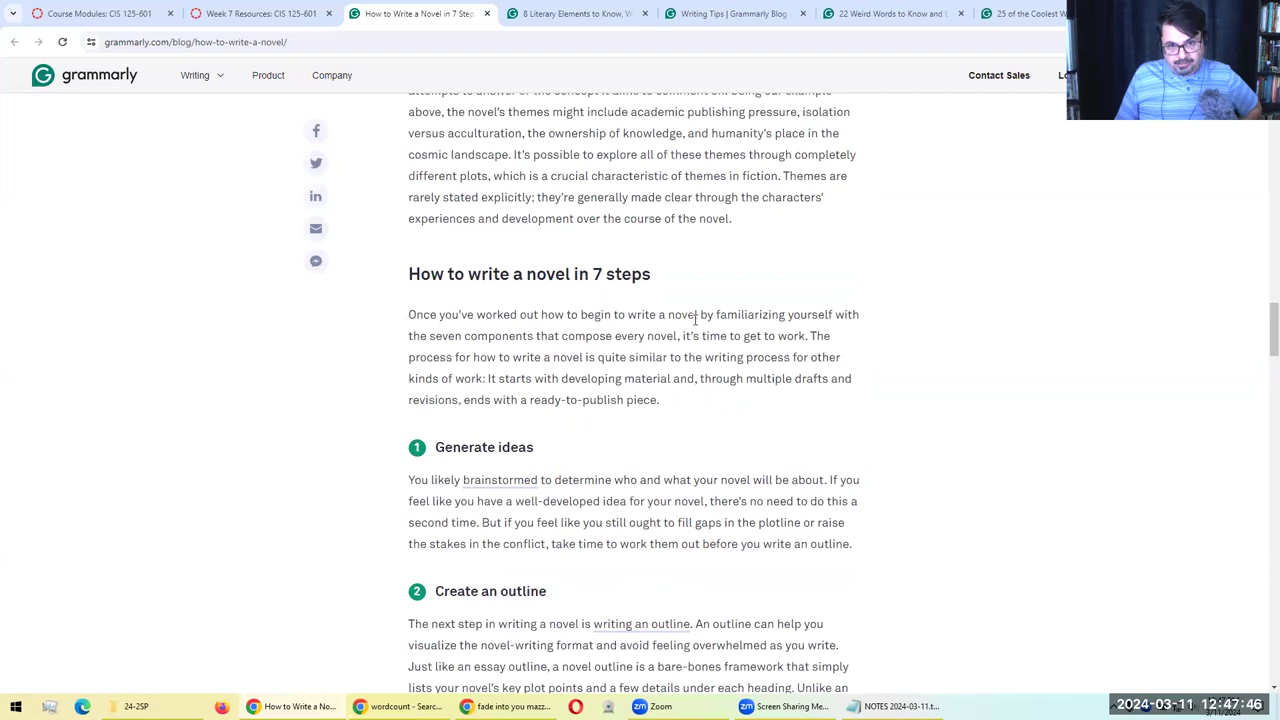 Course Modules: CIS 125-601
Week 7 Resources: CIS 125-601
How to Write a Novel in 7 Steps
8 Literary Elements to Know, W
Writing Tips | Grammarly Blog
22 Weird Words to Know and
25 of the Coolest W
grammarly.com/blog/how-to-write-a-novel/
grammarly
Writing
Product
Company
Contact Sales
above, the novel's themes might include academic publishing pressure, isolation
versus acculturation, the ownership of knowledge, and humanity's place in the
cosmic landscape. It's possible to explore all of these themes through completely
different plots, which is a crucial characteristic of themes in fiction. Themes are
rarely stated explicitly; they're generally made clear through the characters'
experiences and development over the course of the novel.
How to write a novel in 7 steps
Once you've worked out how to begin to write a novel by familiarizing yourself with
the seven components that compose every novel, it's time to get to work. The
process for how to write a novel is quite similar to the writing process for other
kinds of work: It starts with developing material and, through multiple drafts and
revisions, ends with a ready-to-publish piece.
1 Generate ideas
You likely brainstormed to determine who and what your novel will be about. If you
feel like you have a well-developed idea for your novel, there's no need to do this a
second time. But if you feel like you still ought to fill gaps in the plotline or raise
the stakes in the conflict, take time to work them out before you write an outline.
2 Create an outline
The next step in writing a novel is writing an outline. An outline can help you
visualize the novel-writing format and avoid feeling overwhelmed as you write.
Just like an essay outline, a novel outline is a bare-bones framework that simply
lists your novel's key plot points and a few details under each heading. Unlike an
24-2SP
How to Write a No...
wordcount - Searc...
fade into you mazz...
Zoom
Screen Sharing Me...
NOTES 2024-03-11.t...
2024-03-11 12:47:46